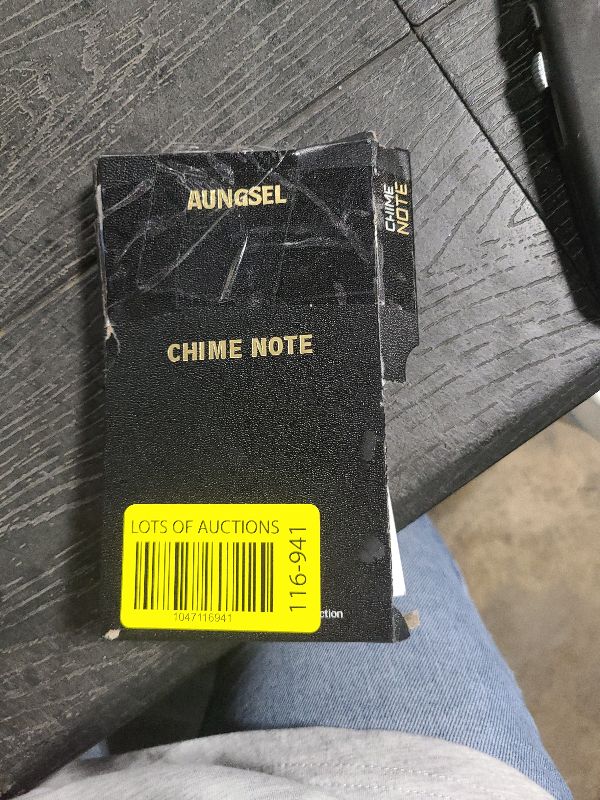 AUNGSEL
CHIME
NOTE
CHIME NOTE
LOTS OF AUCTIONS
116-941
1047116941
ction